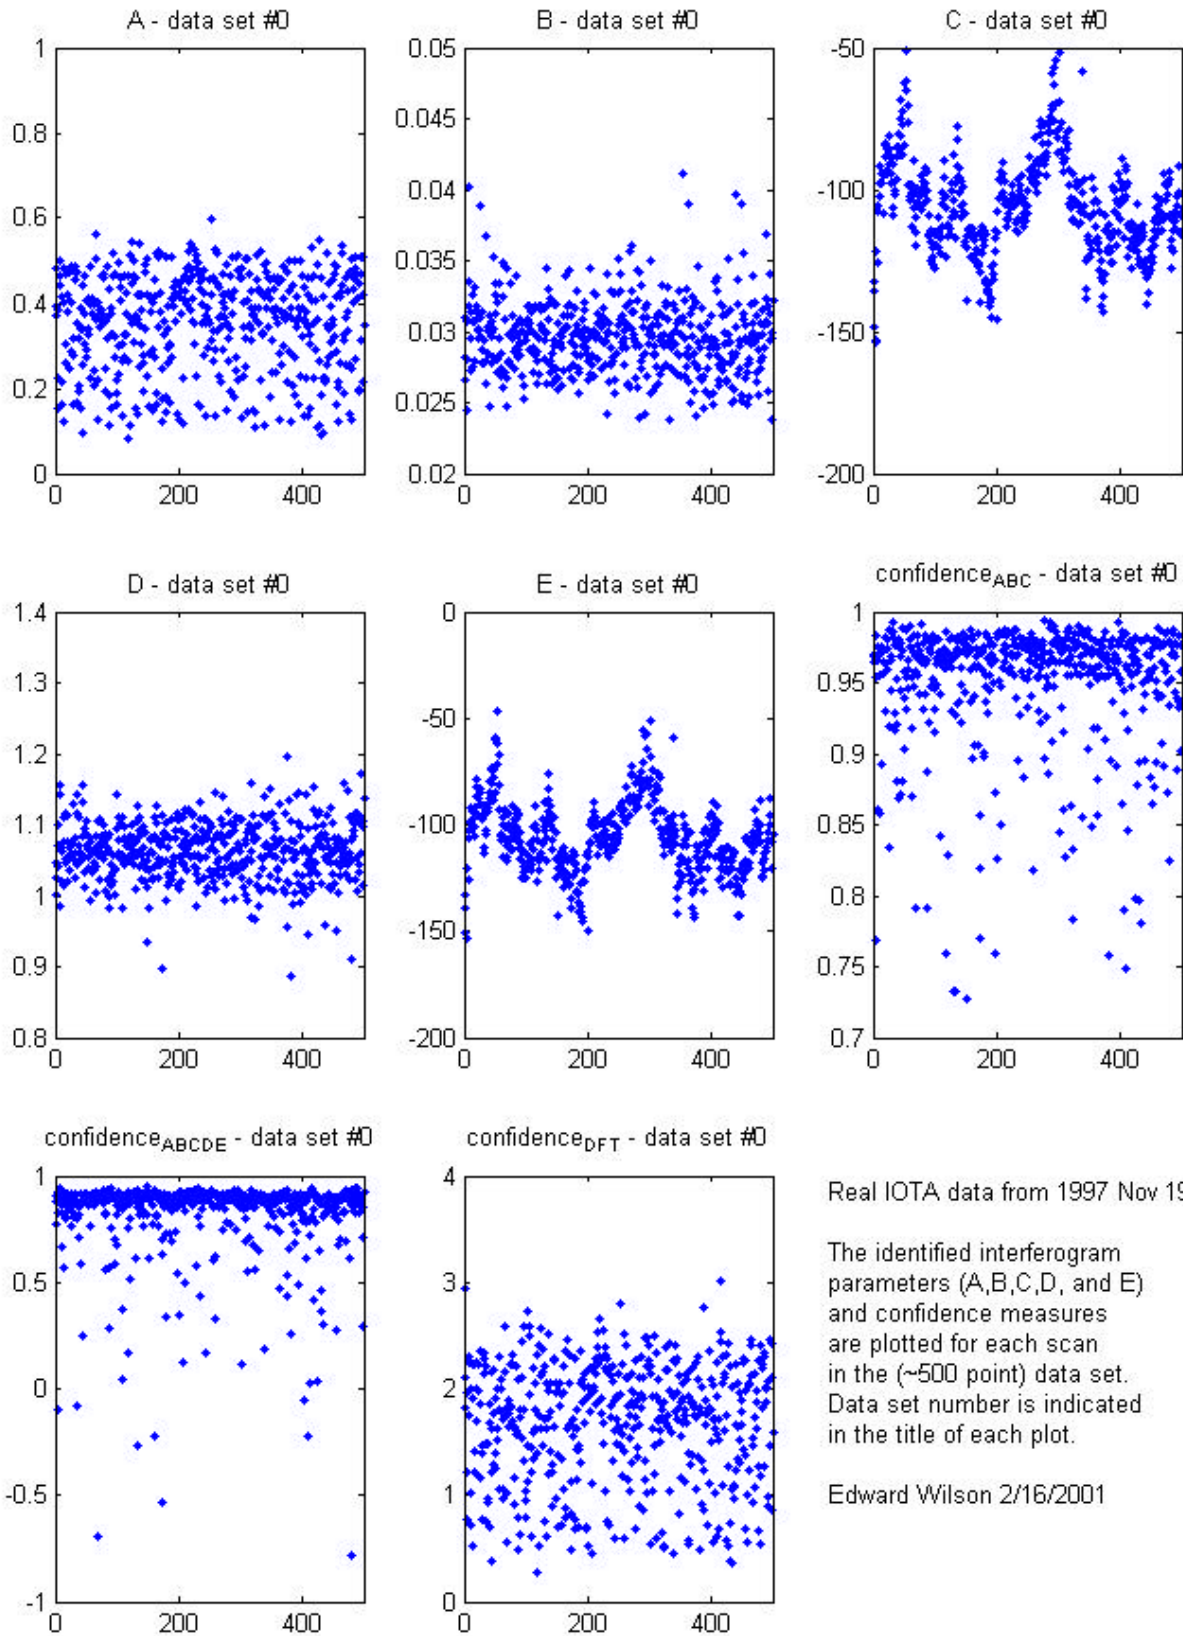 A - data set #0
B - data set #0
C - data set #0
1
0.8
0.6
0.4
0.2
0
0 200 400
0.05
0.045
0.04
0.035
0.03
0.025
0.02
0 200 400
-50
-100
-150
-200
0 200 400
D - data set #0
E - data set #0
confidenceABC - data set #0
1.4
1.3
1.2
1.1
1
0.9
0.8
0 200 400
0
-50
-100
-150
-200
0 200 400
1
0.95
0.9
0.85
0.8
0.75
0.7
0 200 400
confidenceABCDE - data set #0
confidenceDFT - data set #0
1
0.5
0
-0.5
-1
0 200 400
4
3
2
1
0
0 200 400
Real IOTA data from 1997 Nov 19
The identified interferogram
parameters (A,B,C,D, and E)
and confidence measures
are plotted for each scan
in the (~500 point) data set.
Data set number is indicated
in the title of each plot.
Edward Wilson 2/16/2001